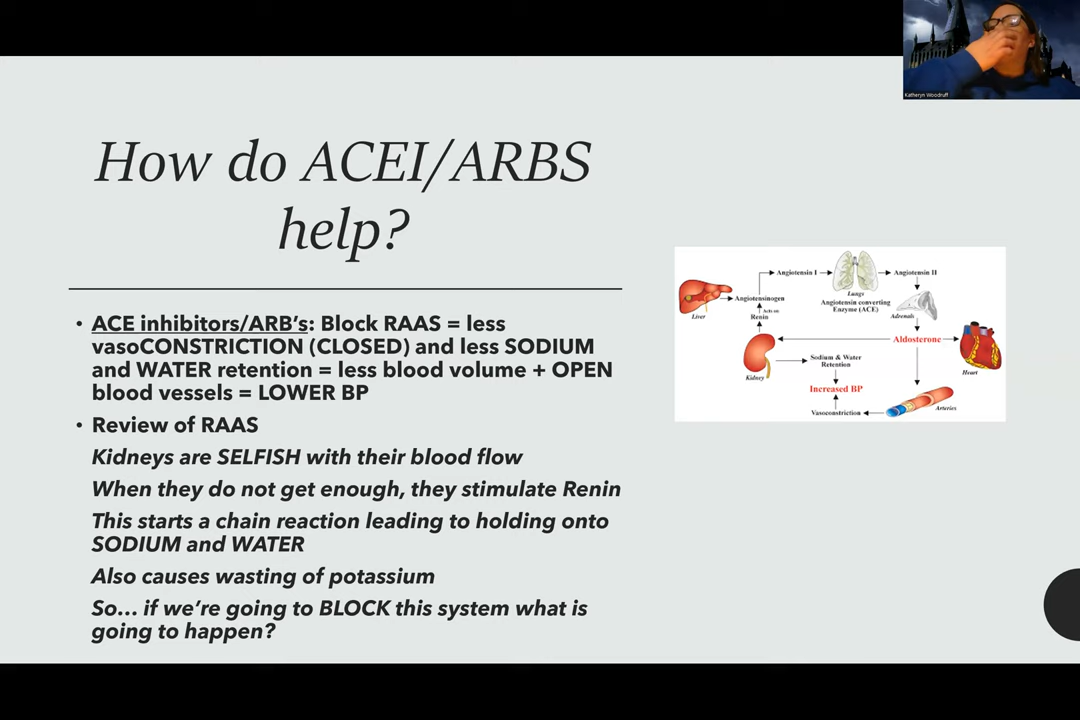 Katheryn Woodruff
How do ACEI/ARBS
help?
• ACE inhibitors/ARB's: Block RAAS = less
vasoCONSTRICTION (CLOSED) and less SODIUM
and WATER retention = less blood volume + OPEN
blood vessels = LOWER BP
• Review of RAAS
Kidneys are SELFISH with their blood flow
When they do not get enough, they stimulate Renin
This starts a chain reaction leading to holding onto
SODIUM and WATER
Also causes wasting of potassium
So... if we're going to BLOCK this system what is
going to happen?
Angiotensin I
Angiotensin II
Lungs
Angiotensin converting
Enzyme (ACE)
Liver
Angiotensinogen
Acts on
Renin
Adrenals
Aldosterone
Heart
Kidney
Sodium & Water
Retention
Increased BP
Vasoconstriction
Arteries